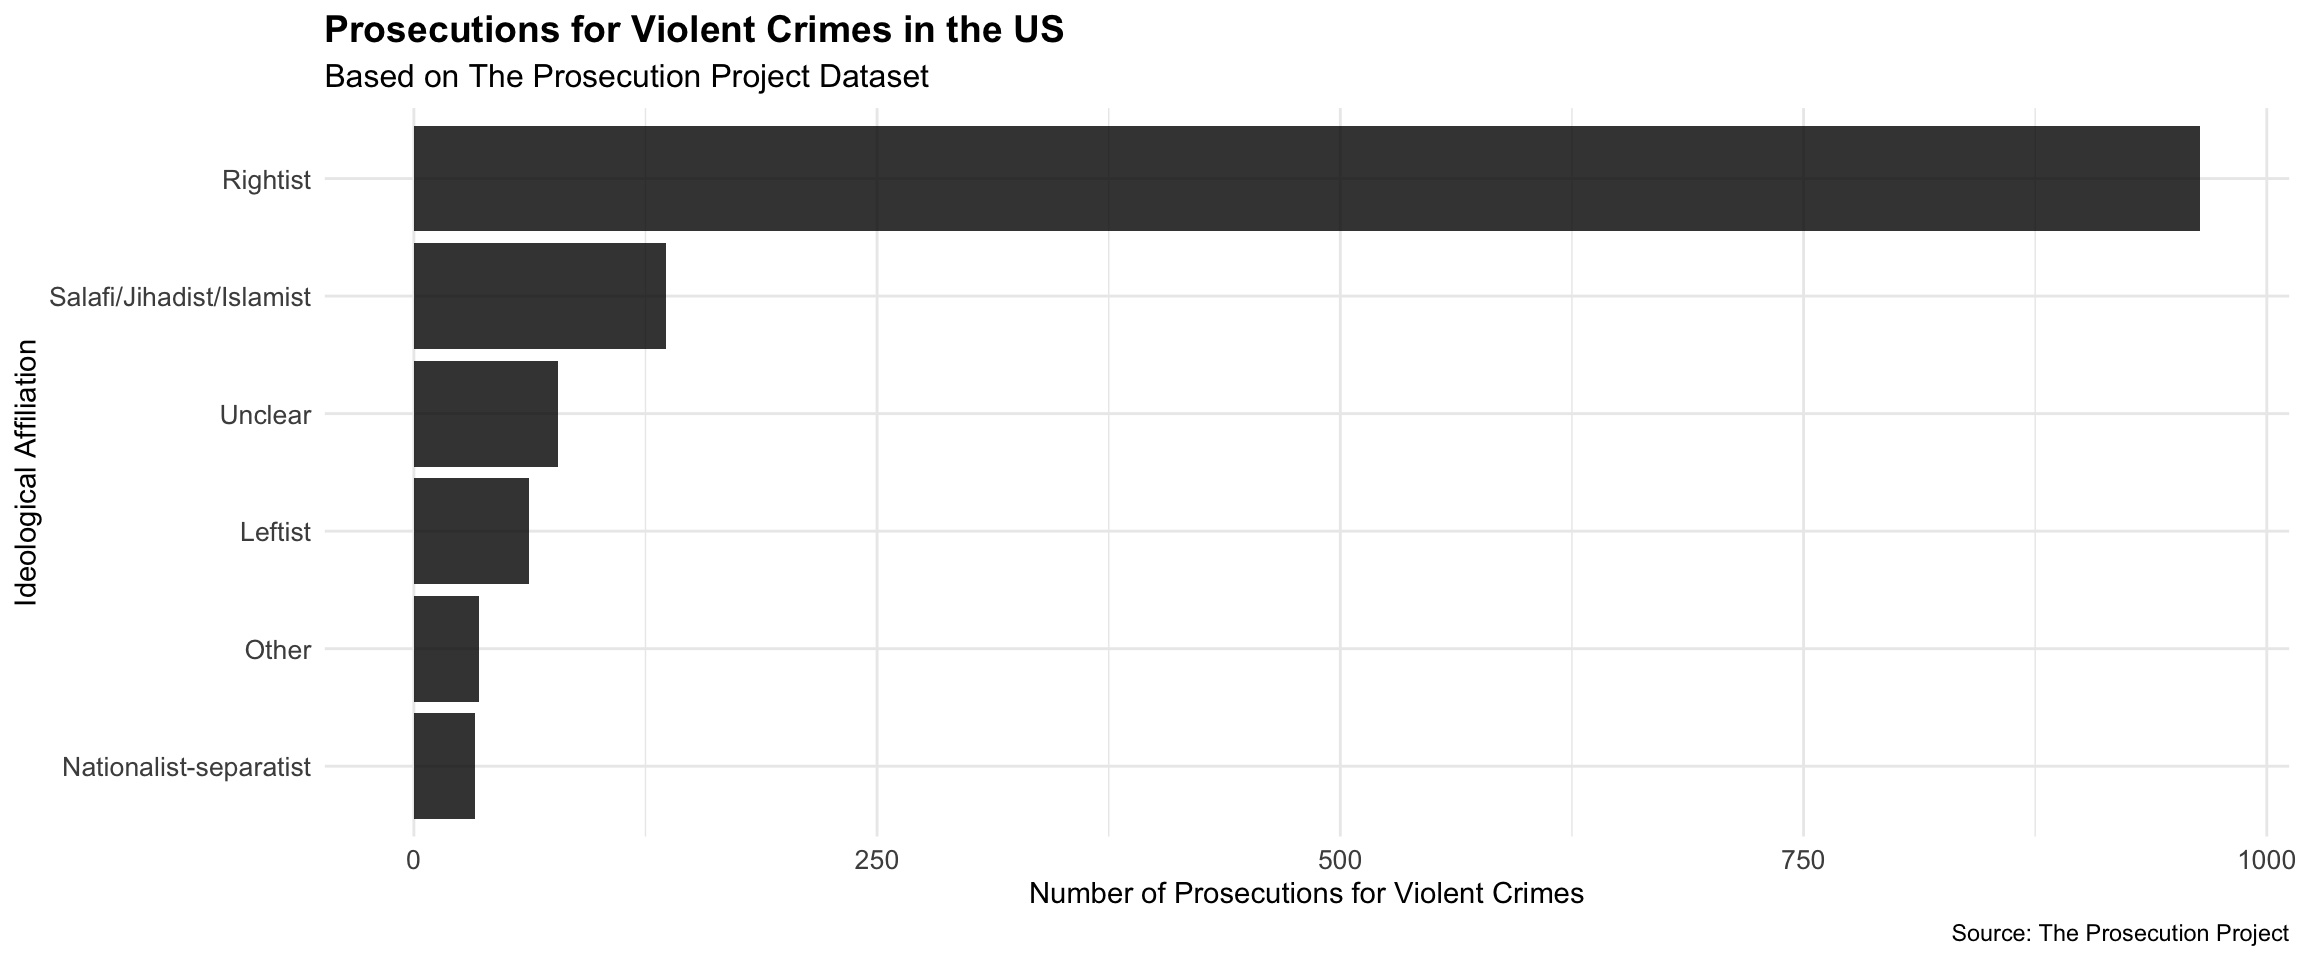 Prosecutions for Violent Crimes in the US
Based on The Prosecution Project Dataset
Ideological Affiliation
Rightist
Salafi/Jihadist/Islamist
Unclear
Leftist
Other
Nationalist-separatist
0 250 500 750 1000
Number of Prosecutions for Violent Crimes
Source: The Prosecution Project